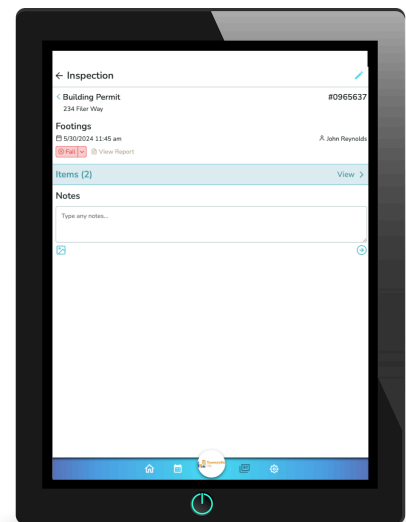 ← Inspection
< Building Permit #0965637
234 Filer Way
Footings
5/30/2024 11:45 am John Reynolds
Fail View Report
Items (2) View >
Notes
Type any notes...